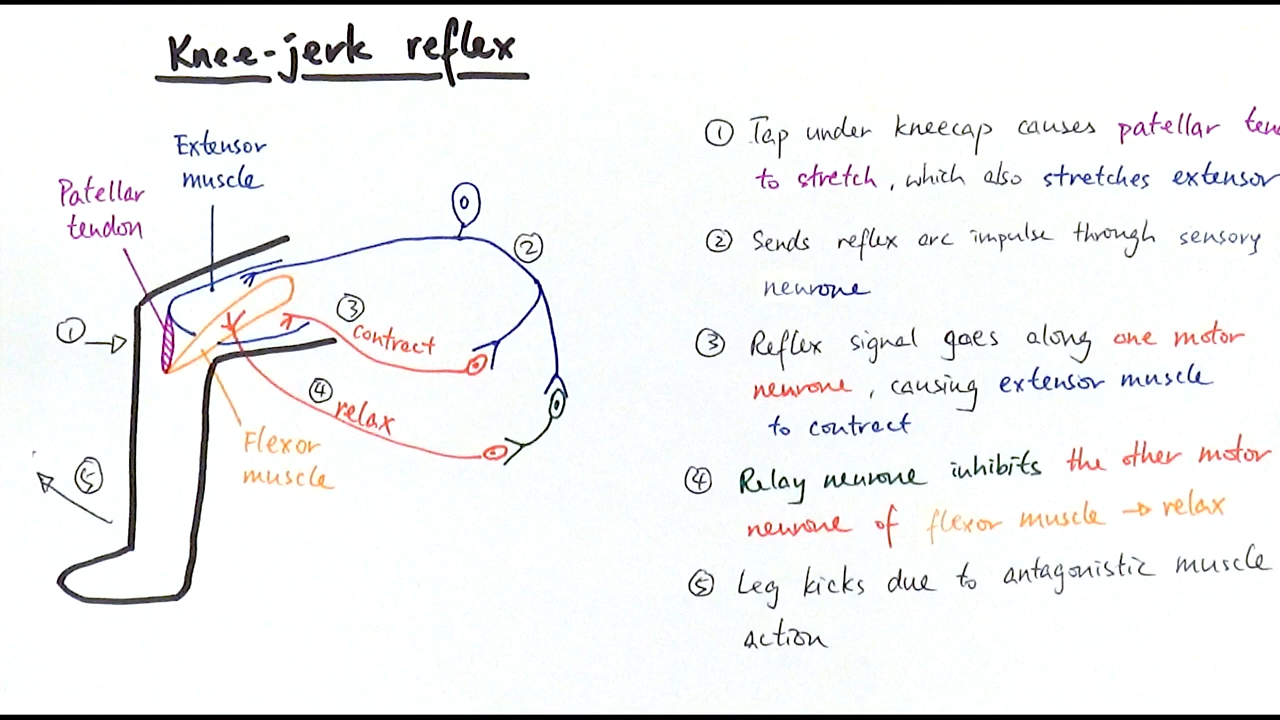 Knee-jerk reflex
Extensor
muscle
Patellar
tendon
①
②
③
contract
④
relax
Flexor
muscle
⑤
① Tap under kneecap causes patellar
to stretch, which also stretches extensor
② Sends reflex arc impulse through sensory
neurone
③ Reflex signal goes along one motor
neurone, causing extensor muscle
to contract
④ Relay neurone inhibits the other motor
neurone of flexor muscle → relax
⑤ Leg kicks due to antagonistic muscle
action